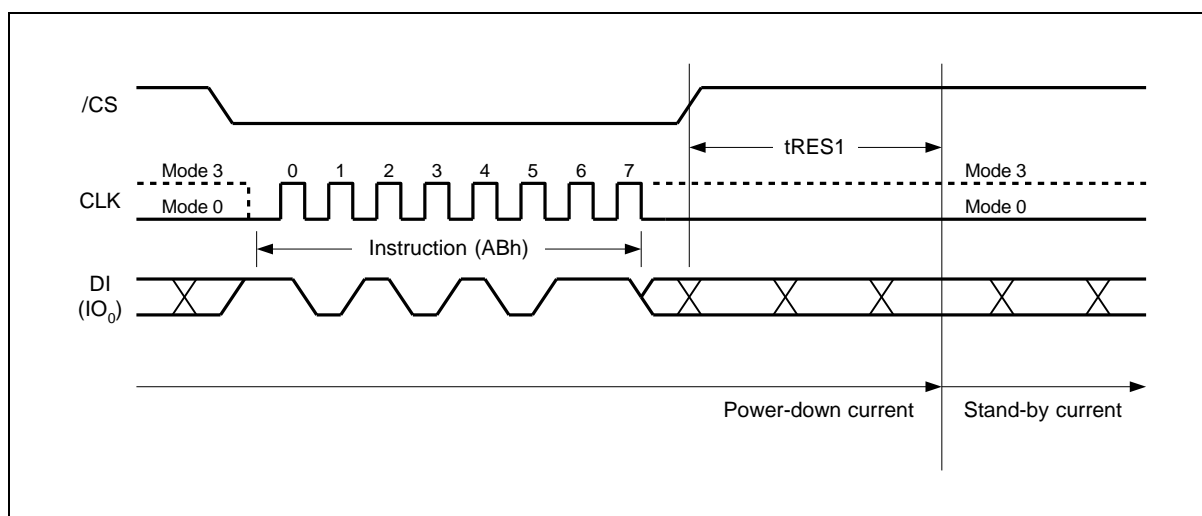 /CS
tRES1
Mode 3 0 1 2 3 4 5 6 7 Mode 3
CLK
Mode 0 Mode 0
Instruction (ABh)
DI
(IO0)
Power-down current Stand-by current